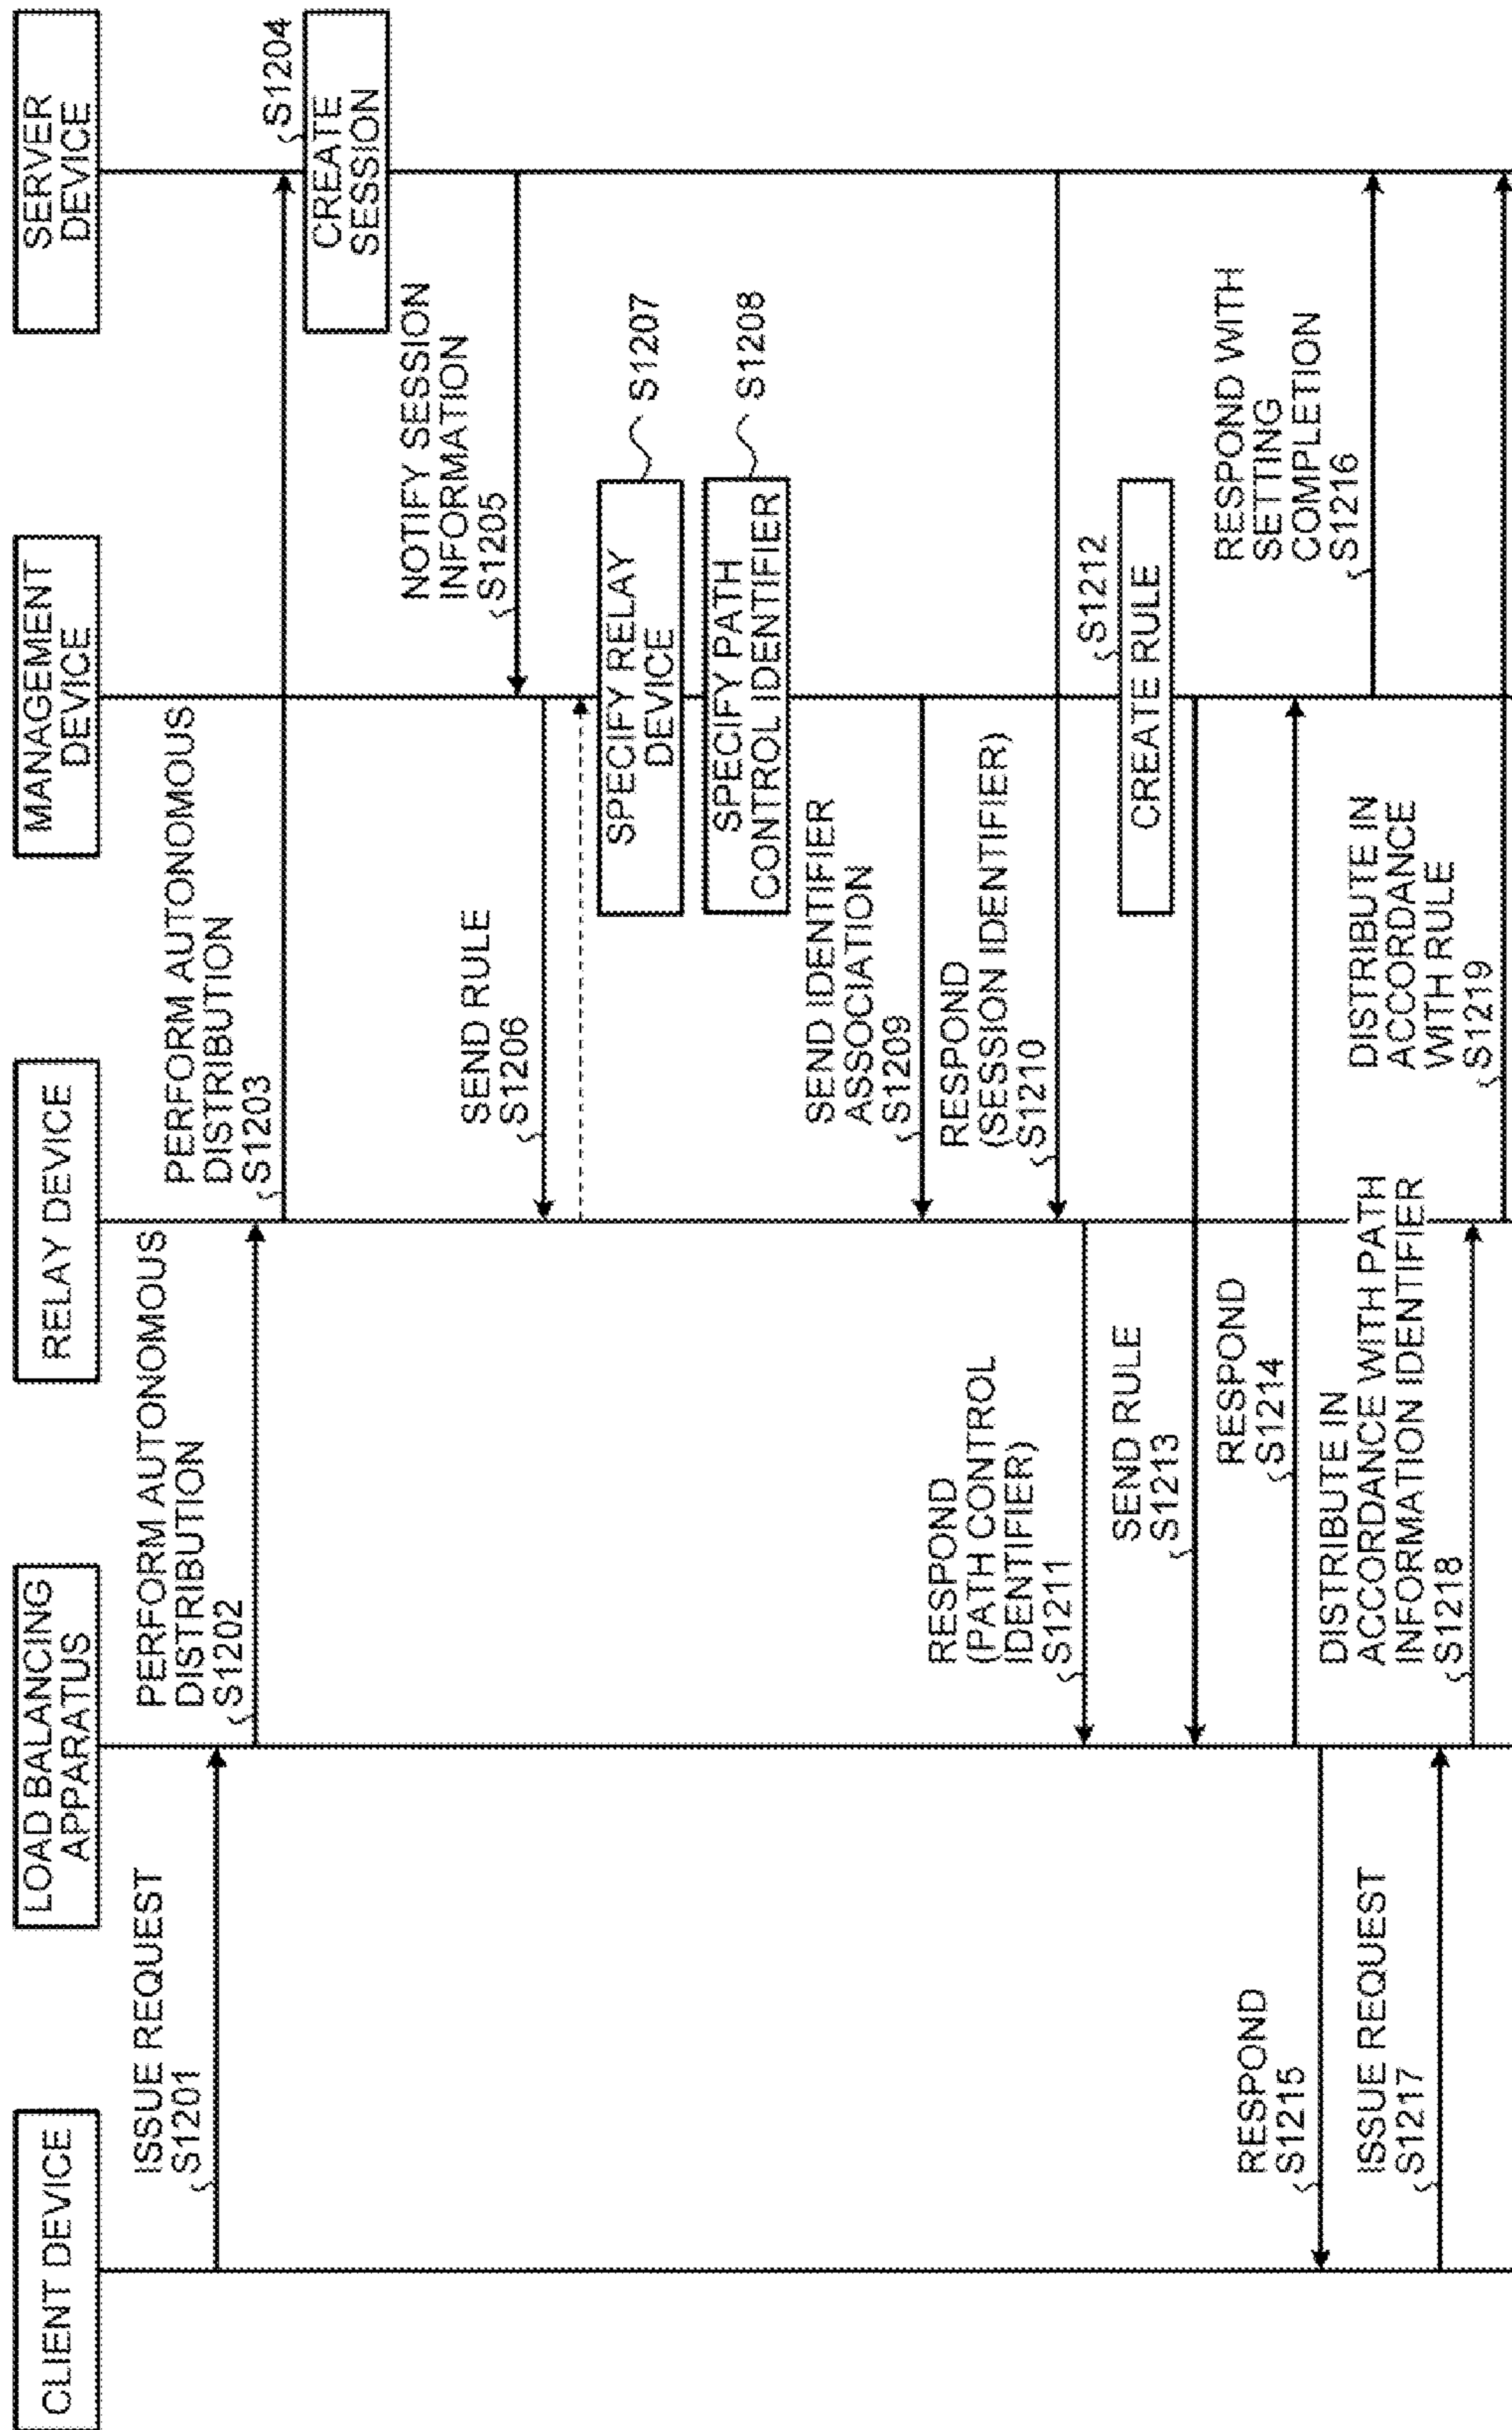 CLIENT DEVICE
LOAD BALANCING
APPARATUS
RELAY DEVICE
MANAGEMENT
DEVICE
SERVER
DEVICE
ISSUE REQUEST
S1201
PERFORM AUTONOMOUS
DISTRIBUTION
S1202
PERFORM AUTONOMOUS
DISTRIBUTION
S1203
S1204
CREATE
SESSION
NOTIFY SESSION
INFORMATION
S1205
SEND RULE
S1206
SPECIFY RELAY
DEVICE
S1207
SPECIFY PATH
CONTROL IDENTIFIER
S1208
SEND IDENTIFIER
ASSOCIATION
S1209
RESPOND
(SESSION IDENTIFIER)
S1210
RESPOND
(PATH CONTROL
IDENTIFIER)
S1211
S1212
CREATE RULE
SEND RULE
S1213
RESPOND
S1214
RESPOND
S1215
RESPOND WITH
SETTING
COMPLETION
S1216
ISSUE REQUEST
S1217
DISTRIBUTE IN
ACCORDANCE WITH PATH
INFORMATION IDENTIFIER
S1218
DISTRIBUTE IN
ACCORDANCE
WITH RULE
S1219